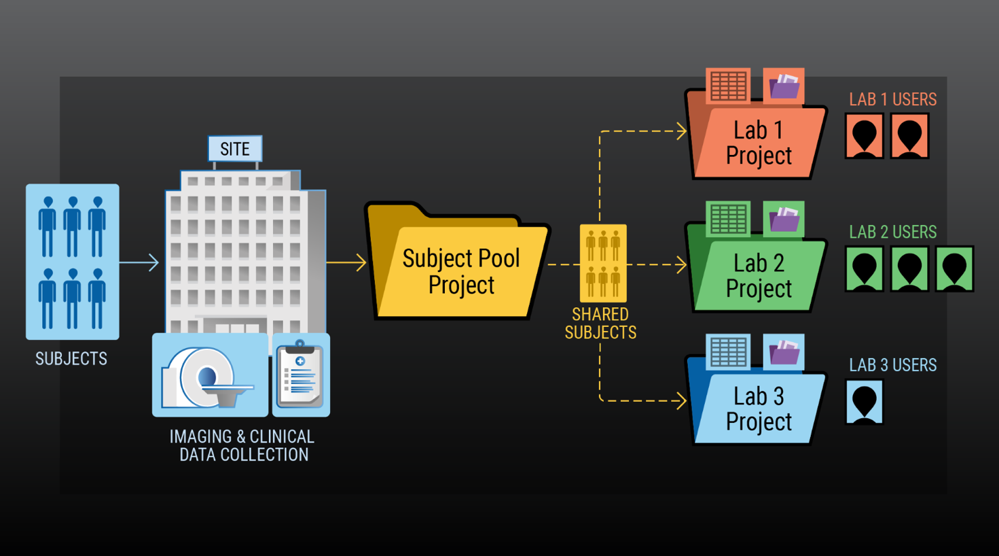 SUBJECTS
SITE
IMAGING & CLINICAL
DATA COLLECTION
Subject Pool
Project
SHARED
SUBJECTS
Lab 1
Project
LAB 1 USERS
Lab 2
Project
LAB 2 USERS
Lab 3
Project
LAB 3 USERS